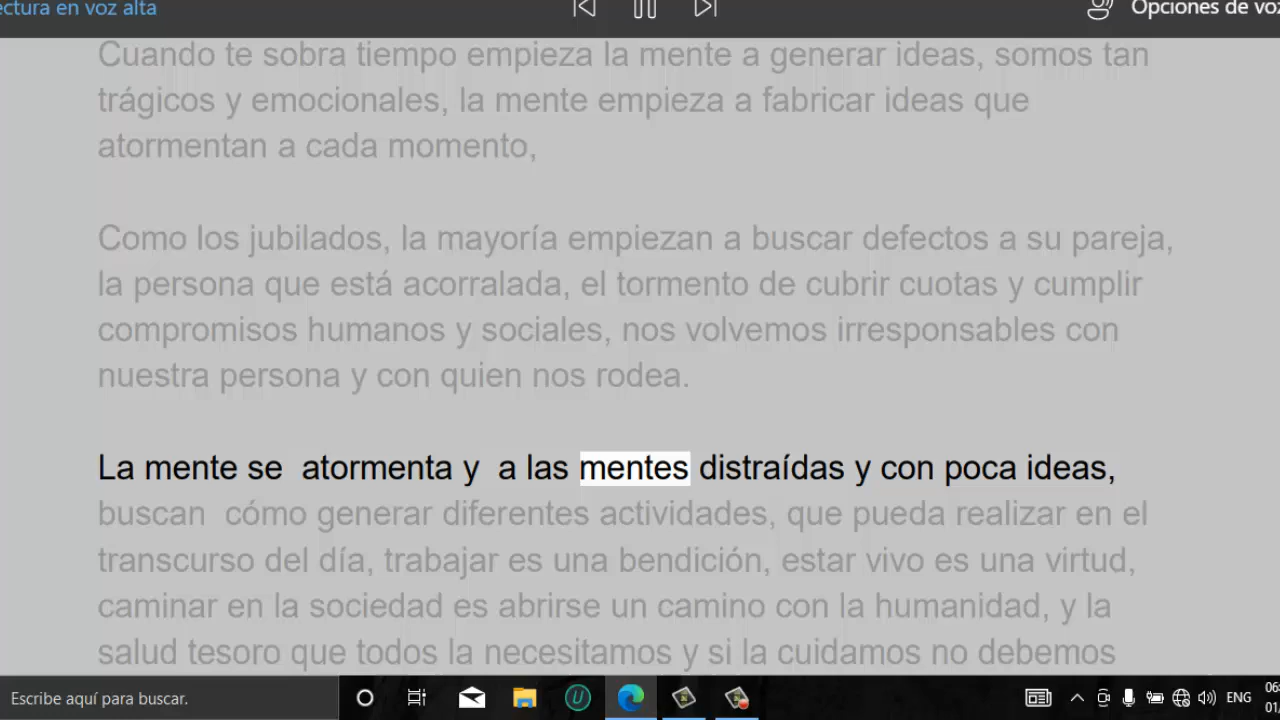 ectura en voz alta
Opciones de voz
Cuando te sobra tiempo empieza la mente a generar ideas, somos tan
trágicos y emocionales, la mente empieza a fabricar ideas que
atormentan a cada momento,
Como los jubilados, la mayoría empiezan a buscar defectos a su pareja,
la persona que está acorralada, el tormento de cubrir cuotas y cumplir
compromisos humanos y sociales, nos volvemos irresponsables con
nuestra persona y con quien nos rodea.
La mente se atormenta y a las mentes distraídas y con poca ideas,
buscan cómo generar diferentes actividades, que pueda realizar en el
transcurso del día, trabajar es una bendición, estar vivo es una virtud,
caminar en la sociedad es abrirse un camino con la humanidad, y la
salud tesoro que todos la necesitamos y si la cuidamos no debemos
Escribe aquí para buscar.
ENG
06:
01/